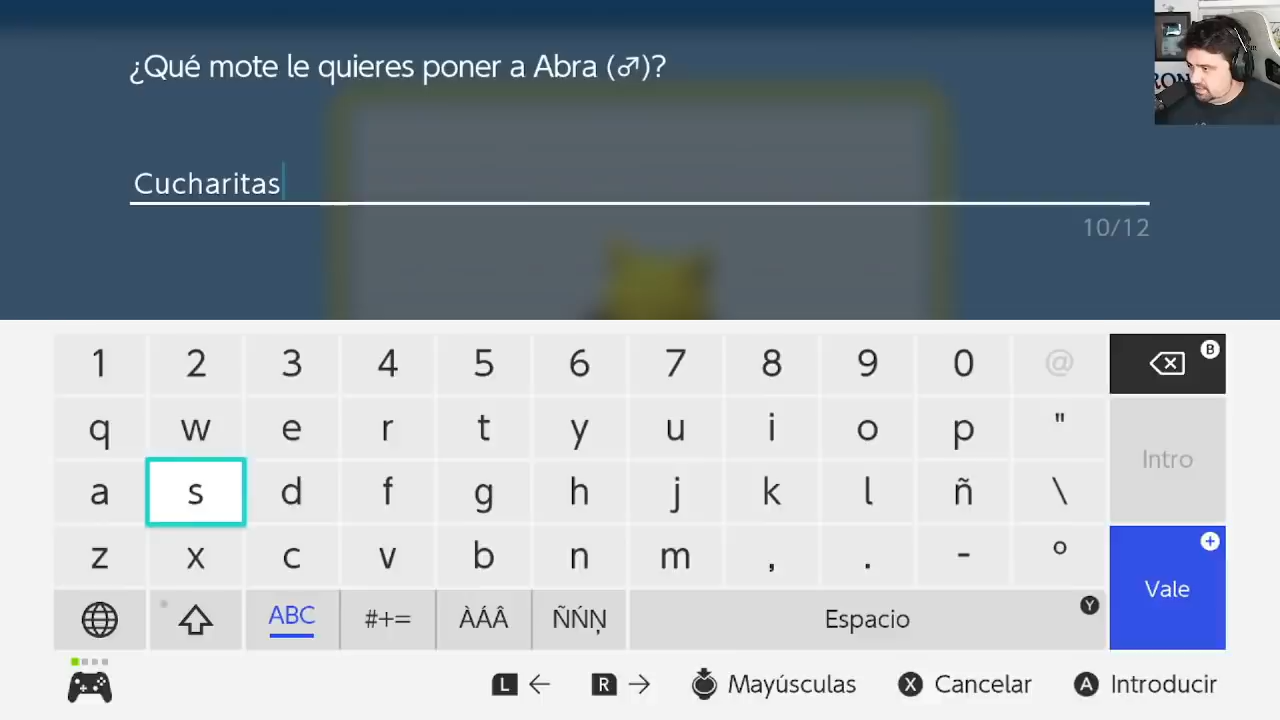 ¿Qué mote le quieres poner a Abra (♂)?
Cucharitas
10/12
1 2 3 4 5 6 7 8 9 0 @ B
q w e r t y u i o p " Intro
a s d f g h j k l ñ \
z x c v b n m , . - º + Vale
ABC #+= ÀÁÂ ÑŃŅ Espacio Y
L ← R → Mayúsculas X Cancelar A Introducir